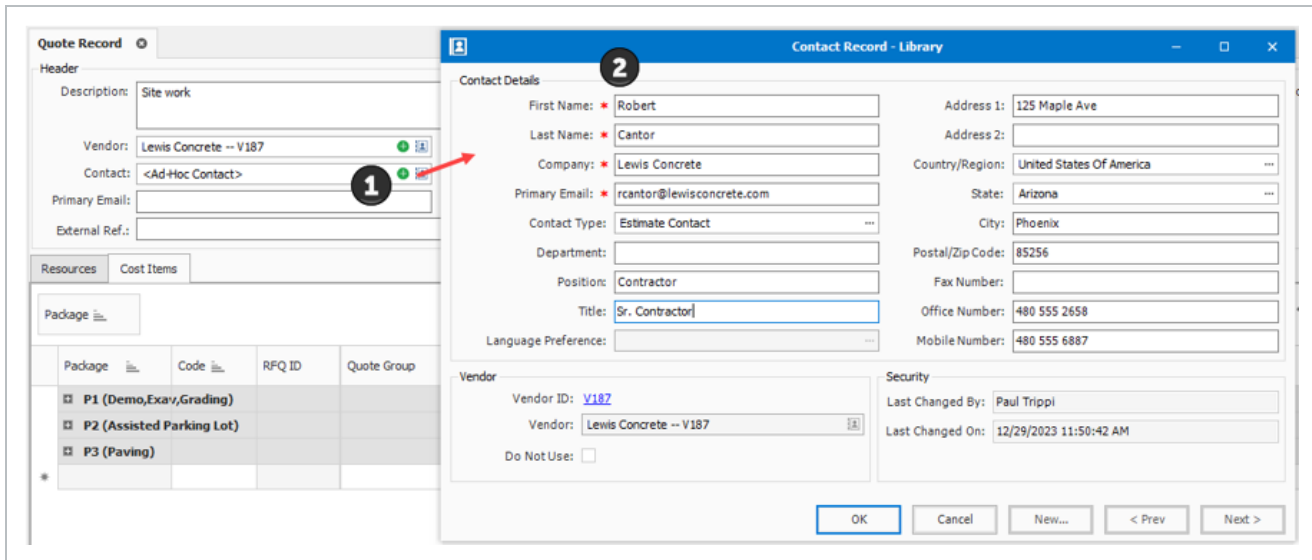 Quote Record
Header
Description: Site work
Vendor: Lewis Concrete -- V187
Contact: <Ad-Hoc Contact>
Primary Email:
External Ref.:
Resources Cost Items
Package
Package Code RFQ ID Quote Group
P1 (Demo,Exav,Grading)
P2 (Assisted Parking Lot)
P3 (Paving)
1
2
Contact Record - Library
Contact Details
First Name: * Robert
Last Name: * Cantor
Company: * Lewis Concrete
Primary Email: * rcantor@lewisconcrete.com
Contact Type: Estimate Contact ...
Department:
Position: Contractor
Title: Sr. Contractor
Language Preference: ...
Address 1: 125 Maple Ave
Address 2:
Country/Region: United States Of America ...
State: Arizona ...
City: Phoenix
Postal/Zip Code: 85256
Fax Number:
Office Number: 480 555 2658
Mobile Number: 480 555 6887
Vendor
Vendor ID: V187
Vendor: Lewis Concrete -- V187
Do Not Use:
Security
Last Changed By: Paul Trippi
Last Changed On: 12/29/2023 11:50:42 AM
OK Cancel New... < Prev Next >